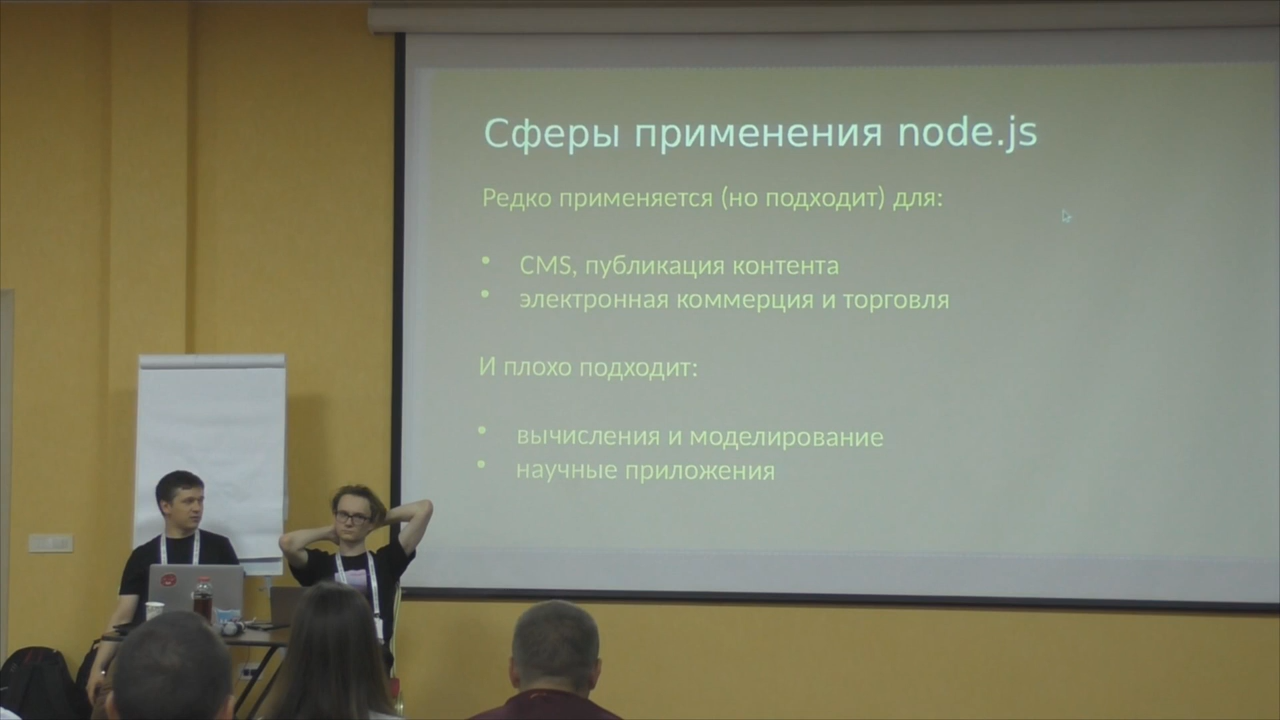 Сферы применения node.js
Редко применяется (но подходит) для:
• CMS, публикация контента
• электронная коммерция и торговля
И плохо подходит:
• вычисления и моделирование
• научные приложения